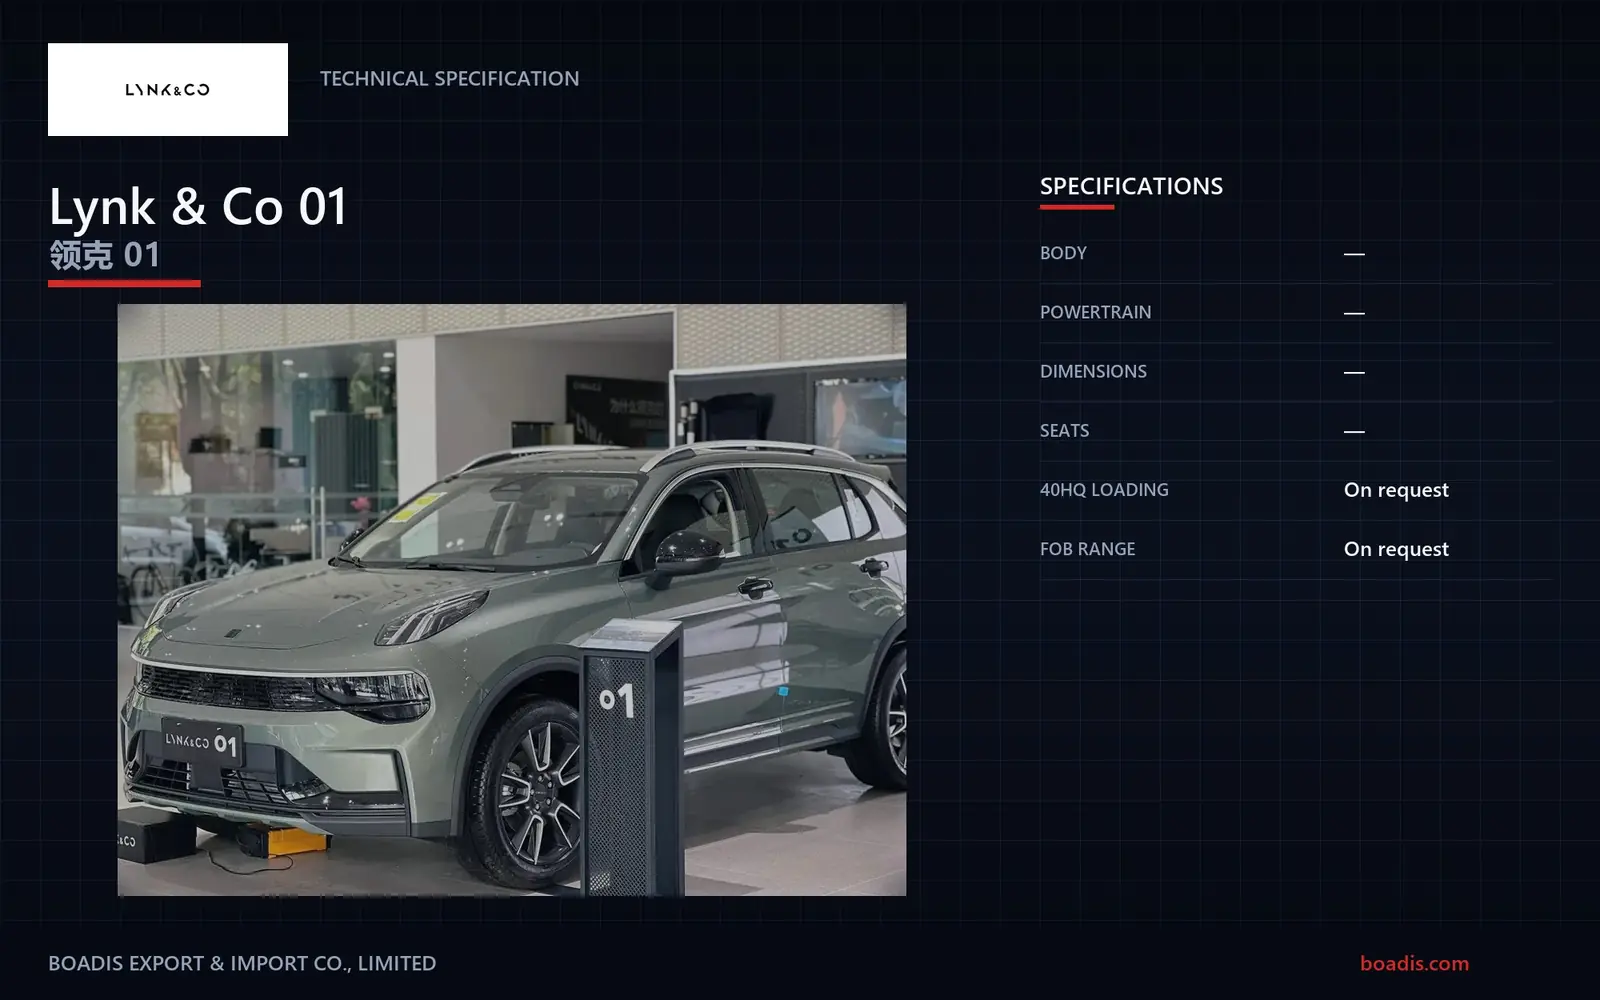 LYNK&CO
TECHNICAL SPECIFICATION
Lynk & Co 01
领克 01
SPECIFICATIONS
BODY —
POWERTRAIN —
DIMENSIONS —
SEATS —
40HQ LOADING On request
FOB RANGE On request
01
LYNK&CO 01
&CO
BOADIS EXPORT & IMPORT CO., LIMITED
boadis.com